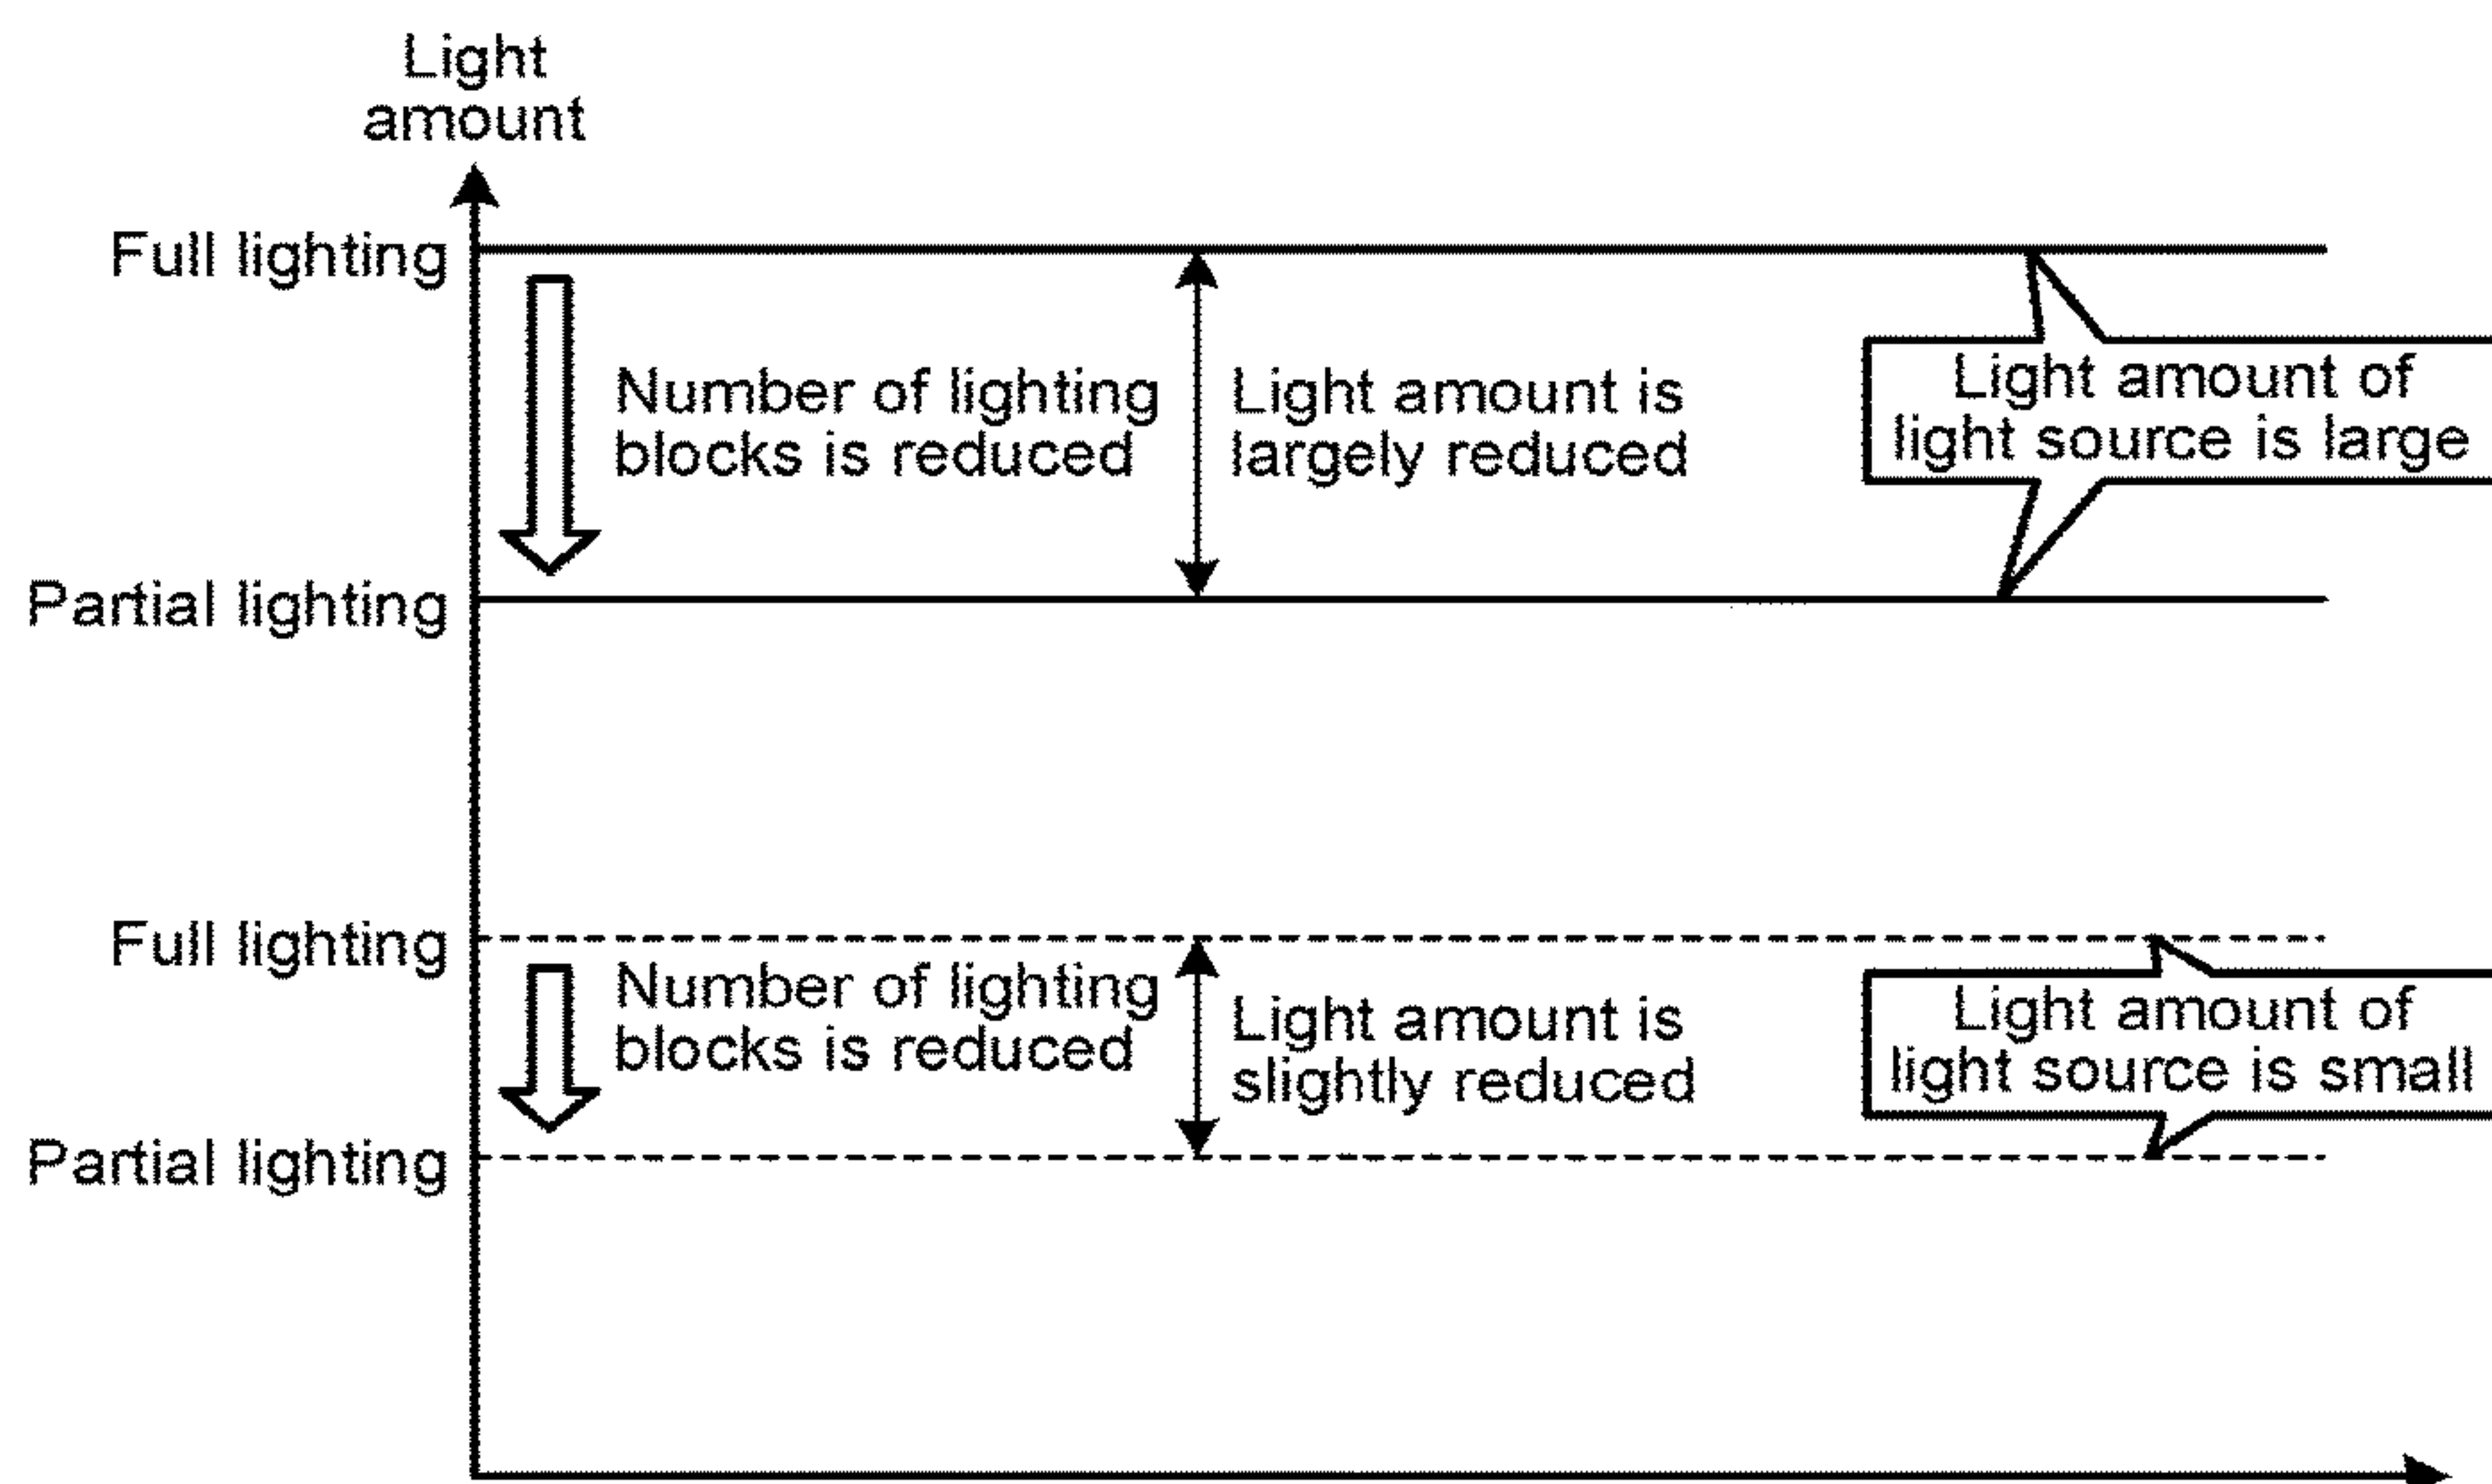 Light
amount
Full lighting
Number of lighting
blocks is reduced
Light amount is
largely reduced
Light amount of
light source is large
Partial lighting
Full lighting
Number of lighting
blocks is reduced
Light amount is
slightly reduced
Light amount of
light source is small
Partial lighting